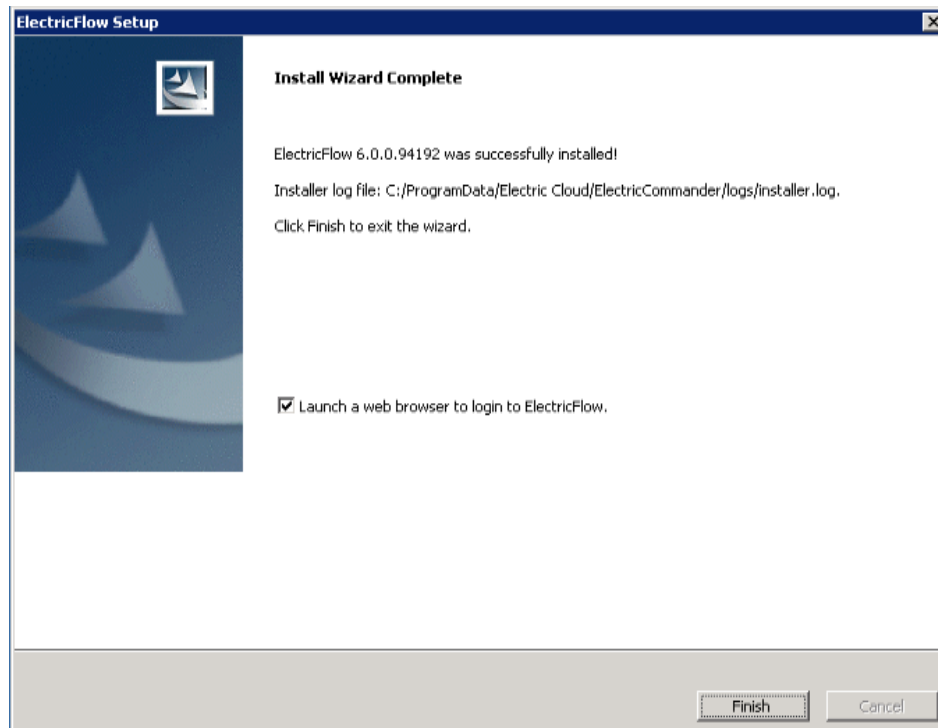 ElectricFlow Setup
Install Wizard Complete
ElectricFlow 6.0.0.94192 was successfully installed!
Installer log file: C:/ProgramData/Electric Cloud/ElectricCommander/logs/installer.log.
Click Finish to exit the wizard.
Launch a web browser to login to ElectricFlow.
Finish
Cancel